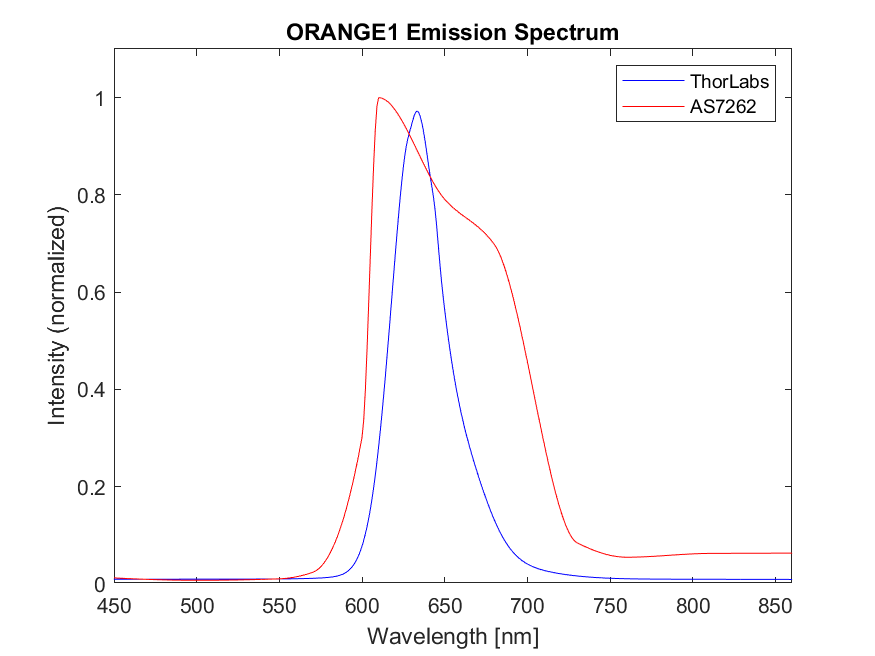 ORANGE1 Emission Spectrum
ThorLabs
AS7262
Intensity (normalized)
1
0.8
0.6
0.4
0.2
0
450 500 550 600 650 700 750 800 850
Wavelength [nm]